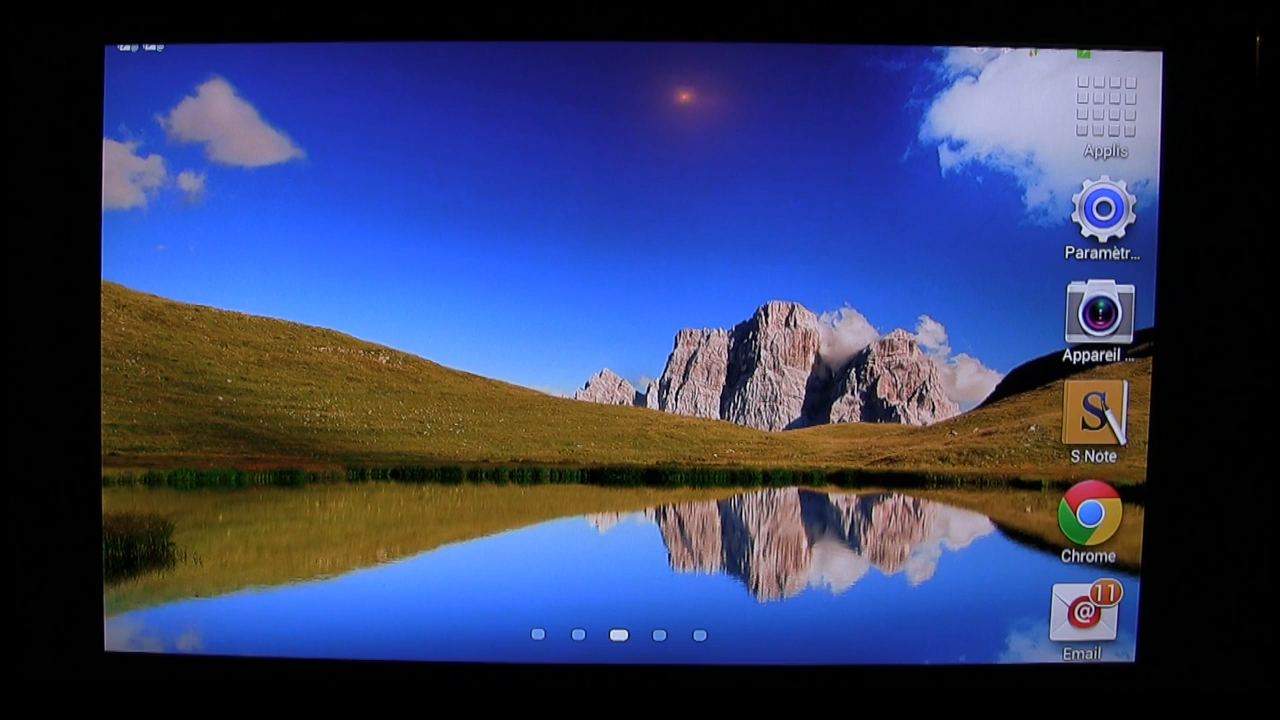 Applis
Paramètr...
Appareil ...
S
S Note
Chrome
11
@
Email